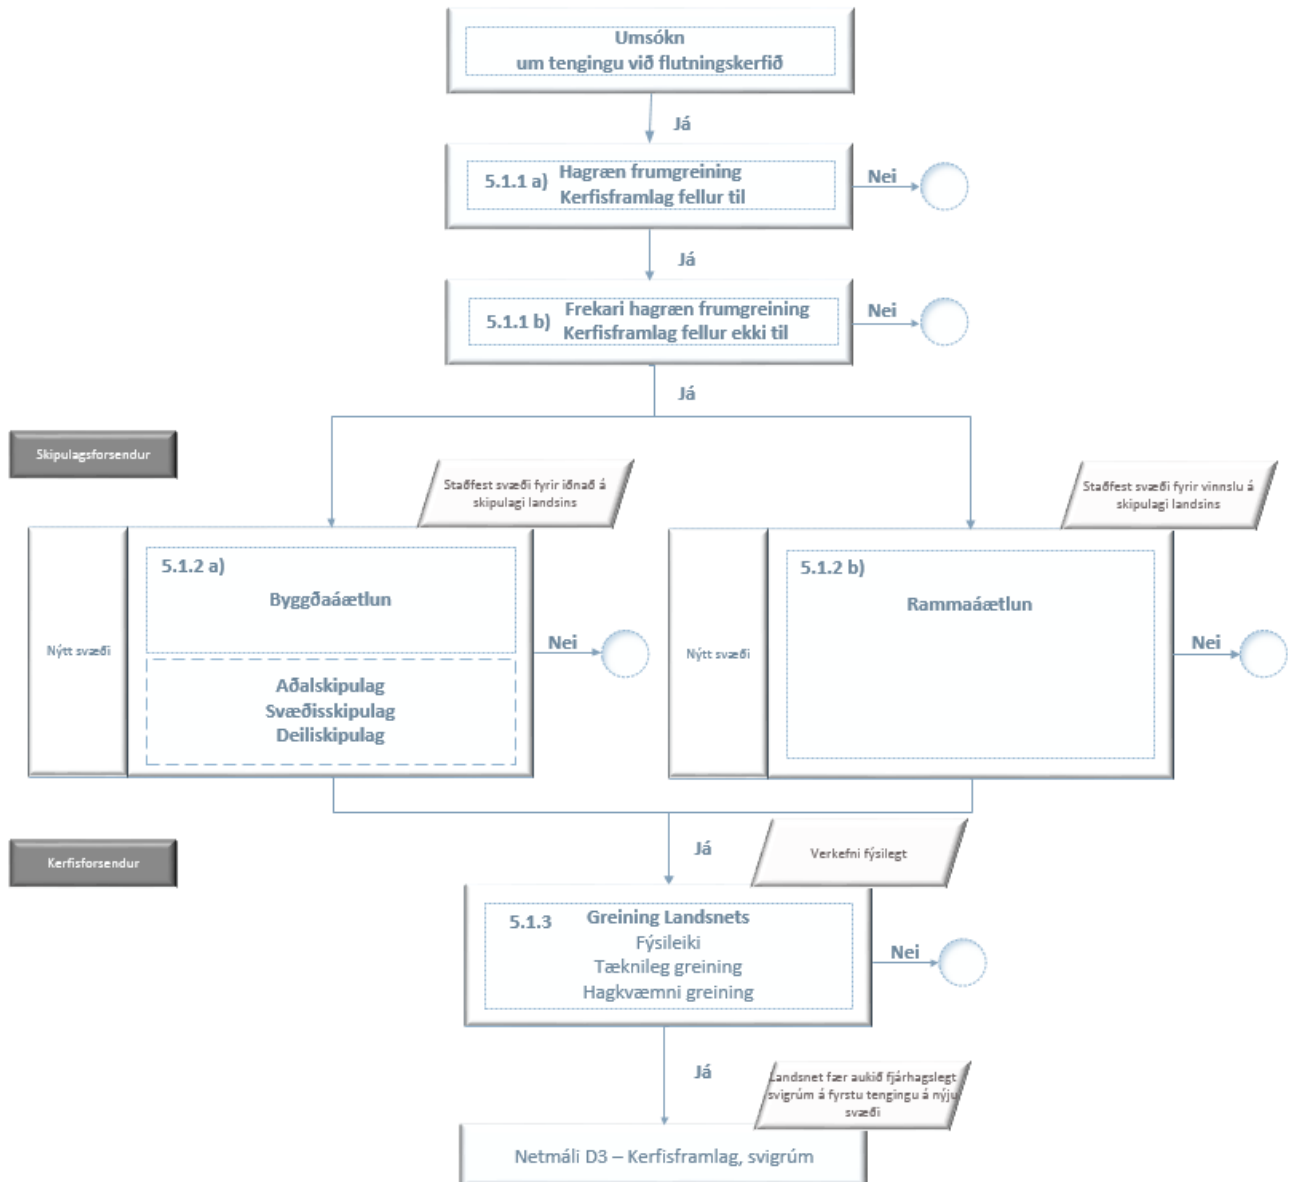 Umsókn
um tengingu við flutningskerfið
Já
5.1.1 a)
Hagræn frumgreining
Kerfisframlag fellur til
Nei
Já
5.1.1 b)
Frekari hagræn frumgreining
Kerfisframlag fellur ekki til
Nei
Já
Skipulagsforsendur
Staðfest svæði fyrir iðnað á
skipulagi landsins
Staðfest svæði fyrir vinnslu á
skipulagi landsins
Nýtt svæði
5.1.2 a)
Byggðaáætlun
Aðalskipulag
Svæðisskipulag
Deiliskipulag
Nei
Nýtt svæði
5.1.2 b)
Rammaáætlun
Nei
Kerfisforsendur
Já
Verkefni fýsilegt
5.1.3
Greining Landsnets
Fýsileiki
Tæknileg greining
Hagkvæmni greining
Nei
Já
Landsnet fær aukið fjárhagslegt
svigrúm á fyrstu tengingu á nýju
svæði
Netmáli D3 – Kerfisframlag, svigrúm